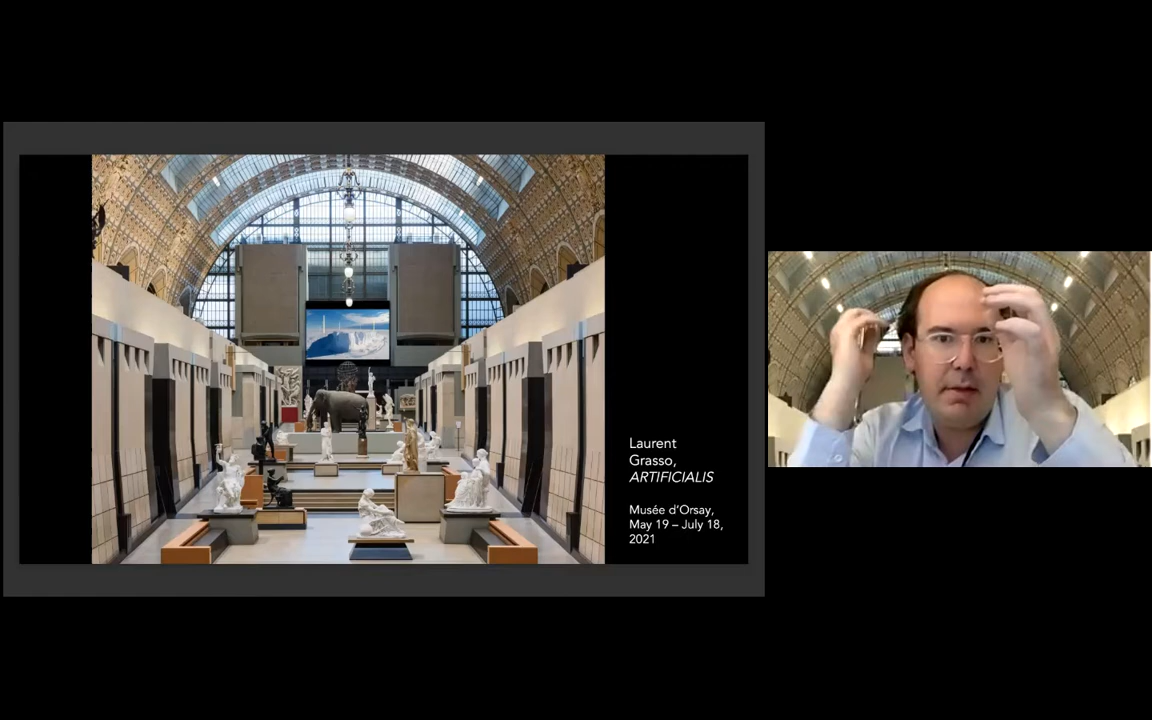 Laurent
Grasso,
ARTIFICIALIS
Musée d'Orsay,
May 19 – July 18,
2021